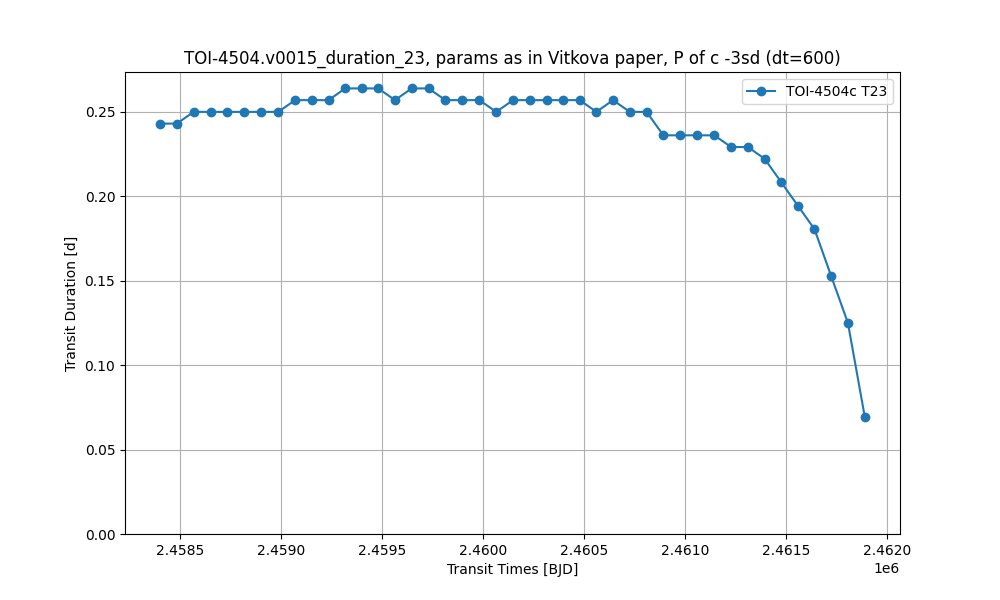 TOI-4504.v0015_duration_23, params as in Vitkova paper, P of c -3sd (dt=600)
TOI-4504c T23
0.25
0.20
0.15
0.10
0.05
0.00
Transit Duration [d]
2.4585 2.4590 2.4595 2.4600 2.4605 2.4610 2.4615 2.4620
1e6
Transit Times [BJD]